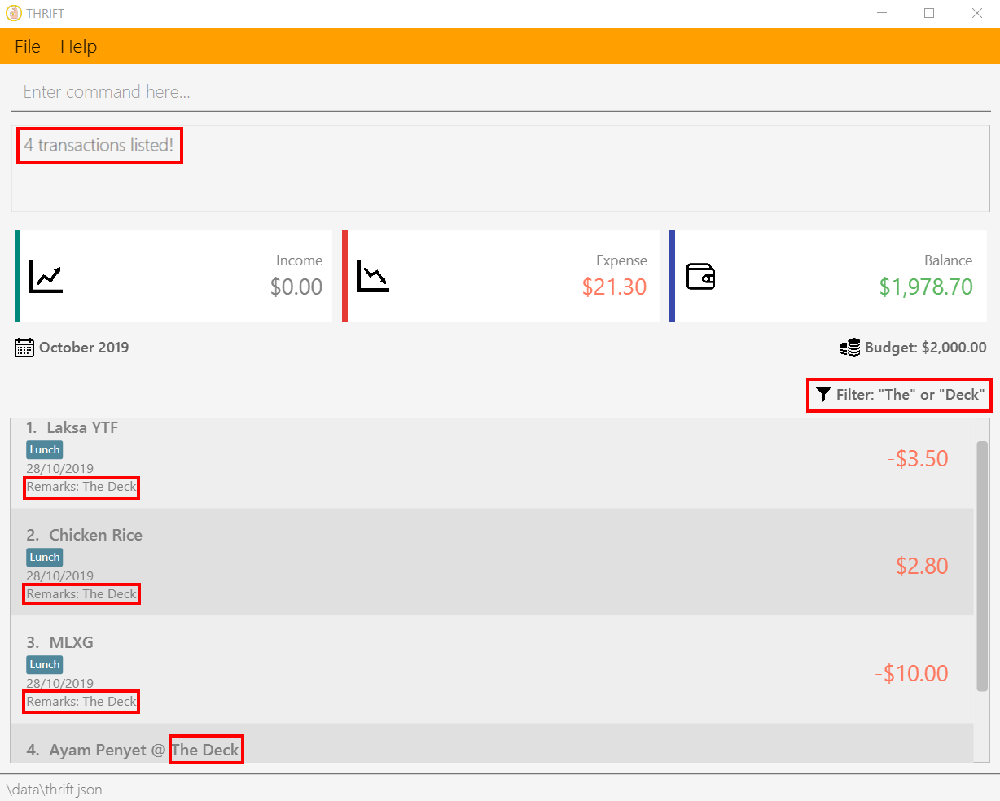 THRIFT
File Help
Enter command here...
4 transactions listed!
Income
$0.00
Expense
$21.30
Balance
$1,978.70
October 2019
Budget: $2,000.00
Filter: "The" or "Deck"
1. Laksa YTF
Lunch
28/10/2019
Remarks: The Deck
-$3.50
2. Chicken Rice
Lunch
28/10/2019
Remarks: The Deck
-$2.80
3. MLXG
Lunch
28/10/2019
Remarks: The Deck
-$10.00
4. Ayam Penyet @ The Deck
.\data\thrift.json